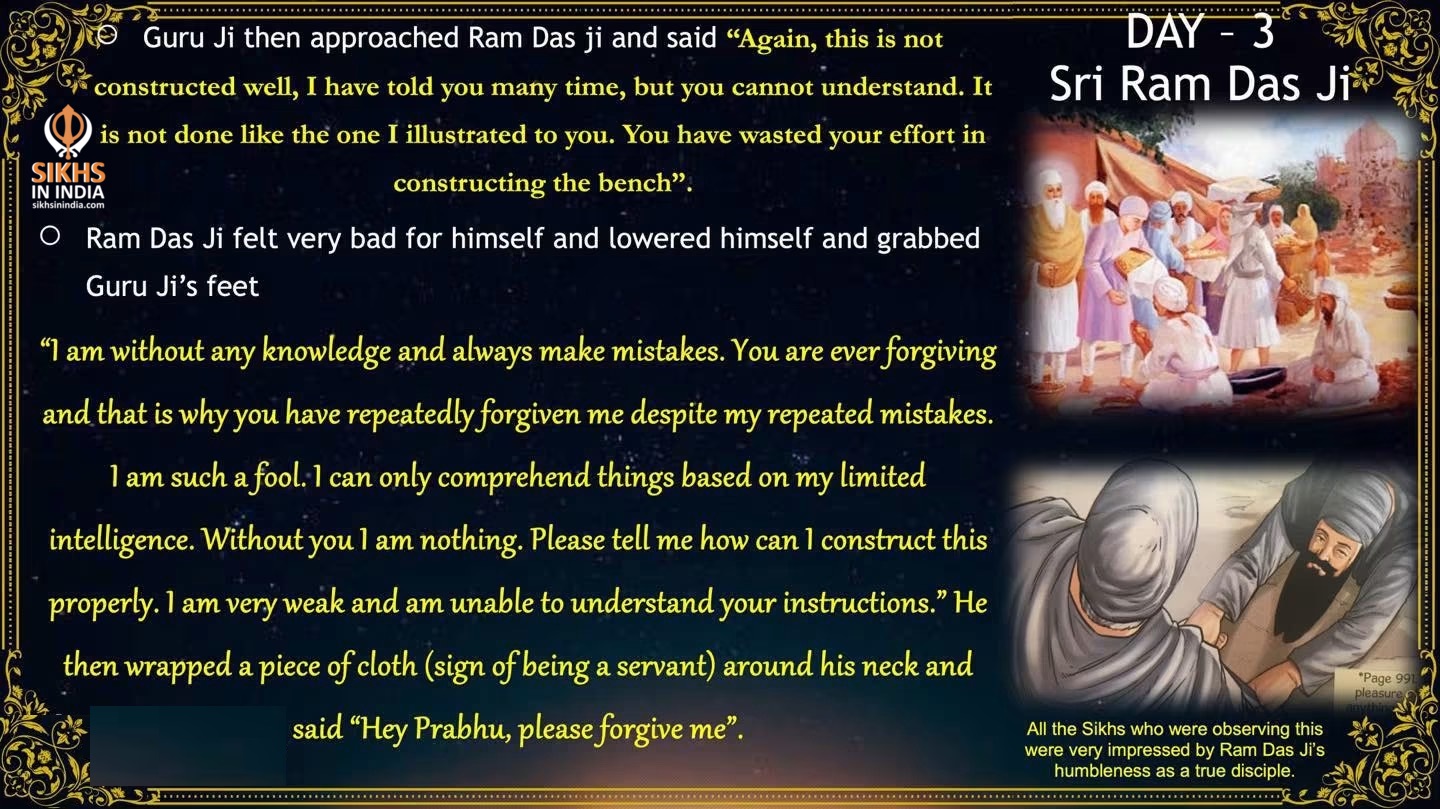 Guru Ji then approached Ram Das ji and said “Again, this is not
constructed well, I have told you many time, but you cannot understand. It
is not done like the one I illustrated to you. You have wasted your effort in
constructing the bench”.
Ram Das Ji felt very bad for himself and lowered himself and grabbed
Guru Ji’s feet
“I am without any knowledge and always make mistakes. You are ever forgiving
and that is why you have repeatedly forgiven me despite my repeated mistakes.
I am such a fool. I can only comprehend things based on my limited
intelligence. Without you I am nothing. Please tell me how can I construct this
properly. I am very weak and am unable to understand your instructions.” He
then wrapped a piece of cloth (sign of being a servant) around his neck and
said “Hey Prabhu, please forgive me”.
SIKHS
IN INDIA
sikhsinindia.com
DAY – 3
Sri Ram Das Ji
*Page 991
pleasure
All the Sikhs who were observing this
were very impressed by Ram Das Ji’s
humbleness as a true disciple.